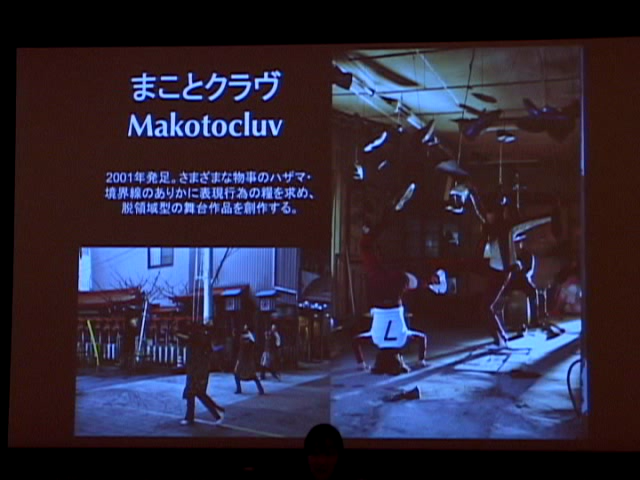 まことクラヴ
Makotocluv
2001年発足。さまざまな物事のハザマ・
境界線のありかに表現行為の糧を求め、
脱領域型の舞台作品を創作する。
L